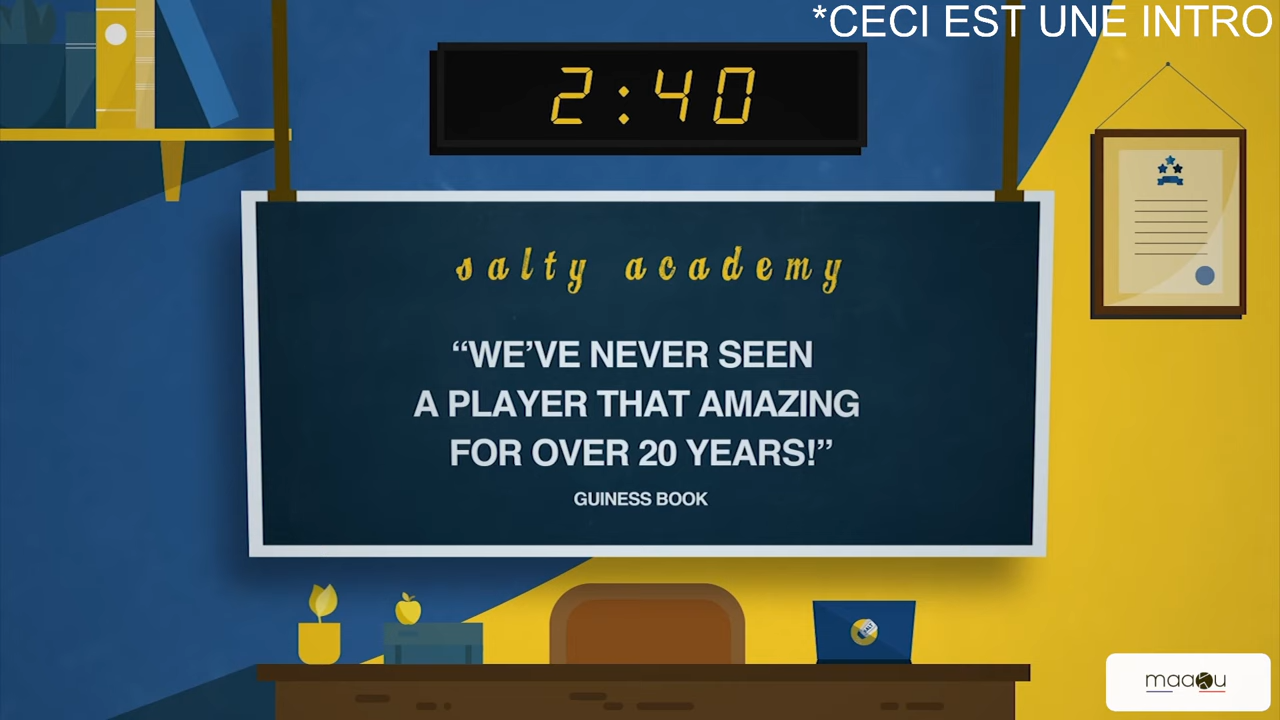 *CECI EST UNE INTRO
2:40
salty academy
“WE’VE NEVER SEEN
A PLAYER THAT AMAZING
FOR OVER 20 YEARS!”
GUINESS BOOK
maaKu